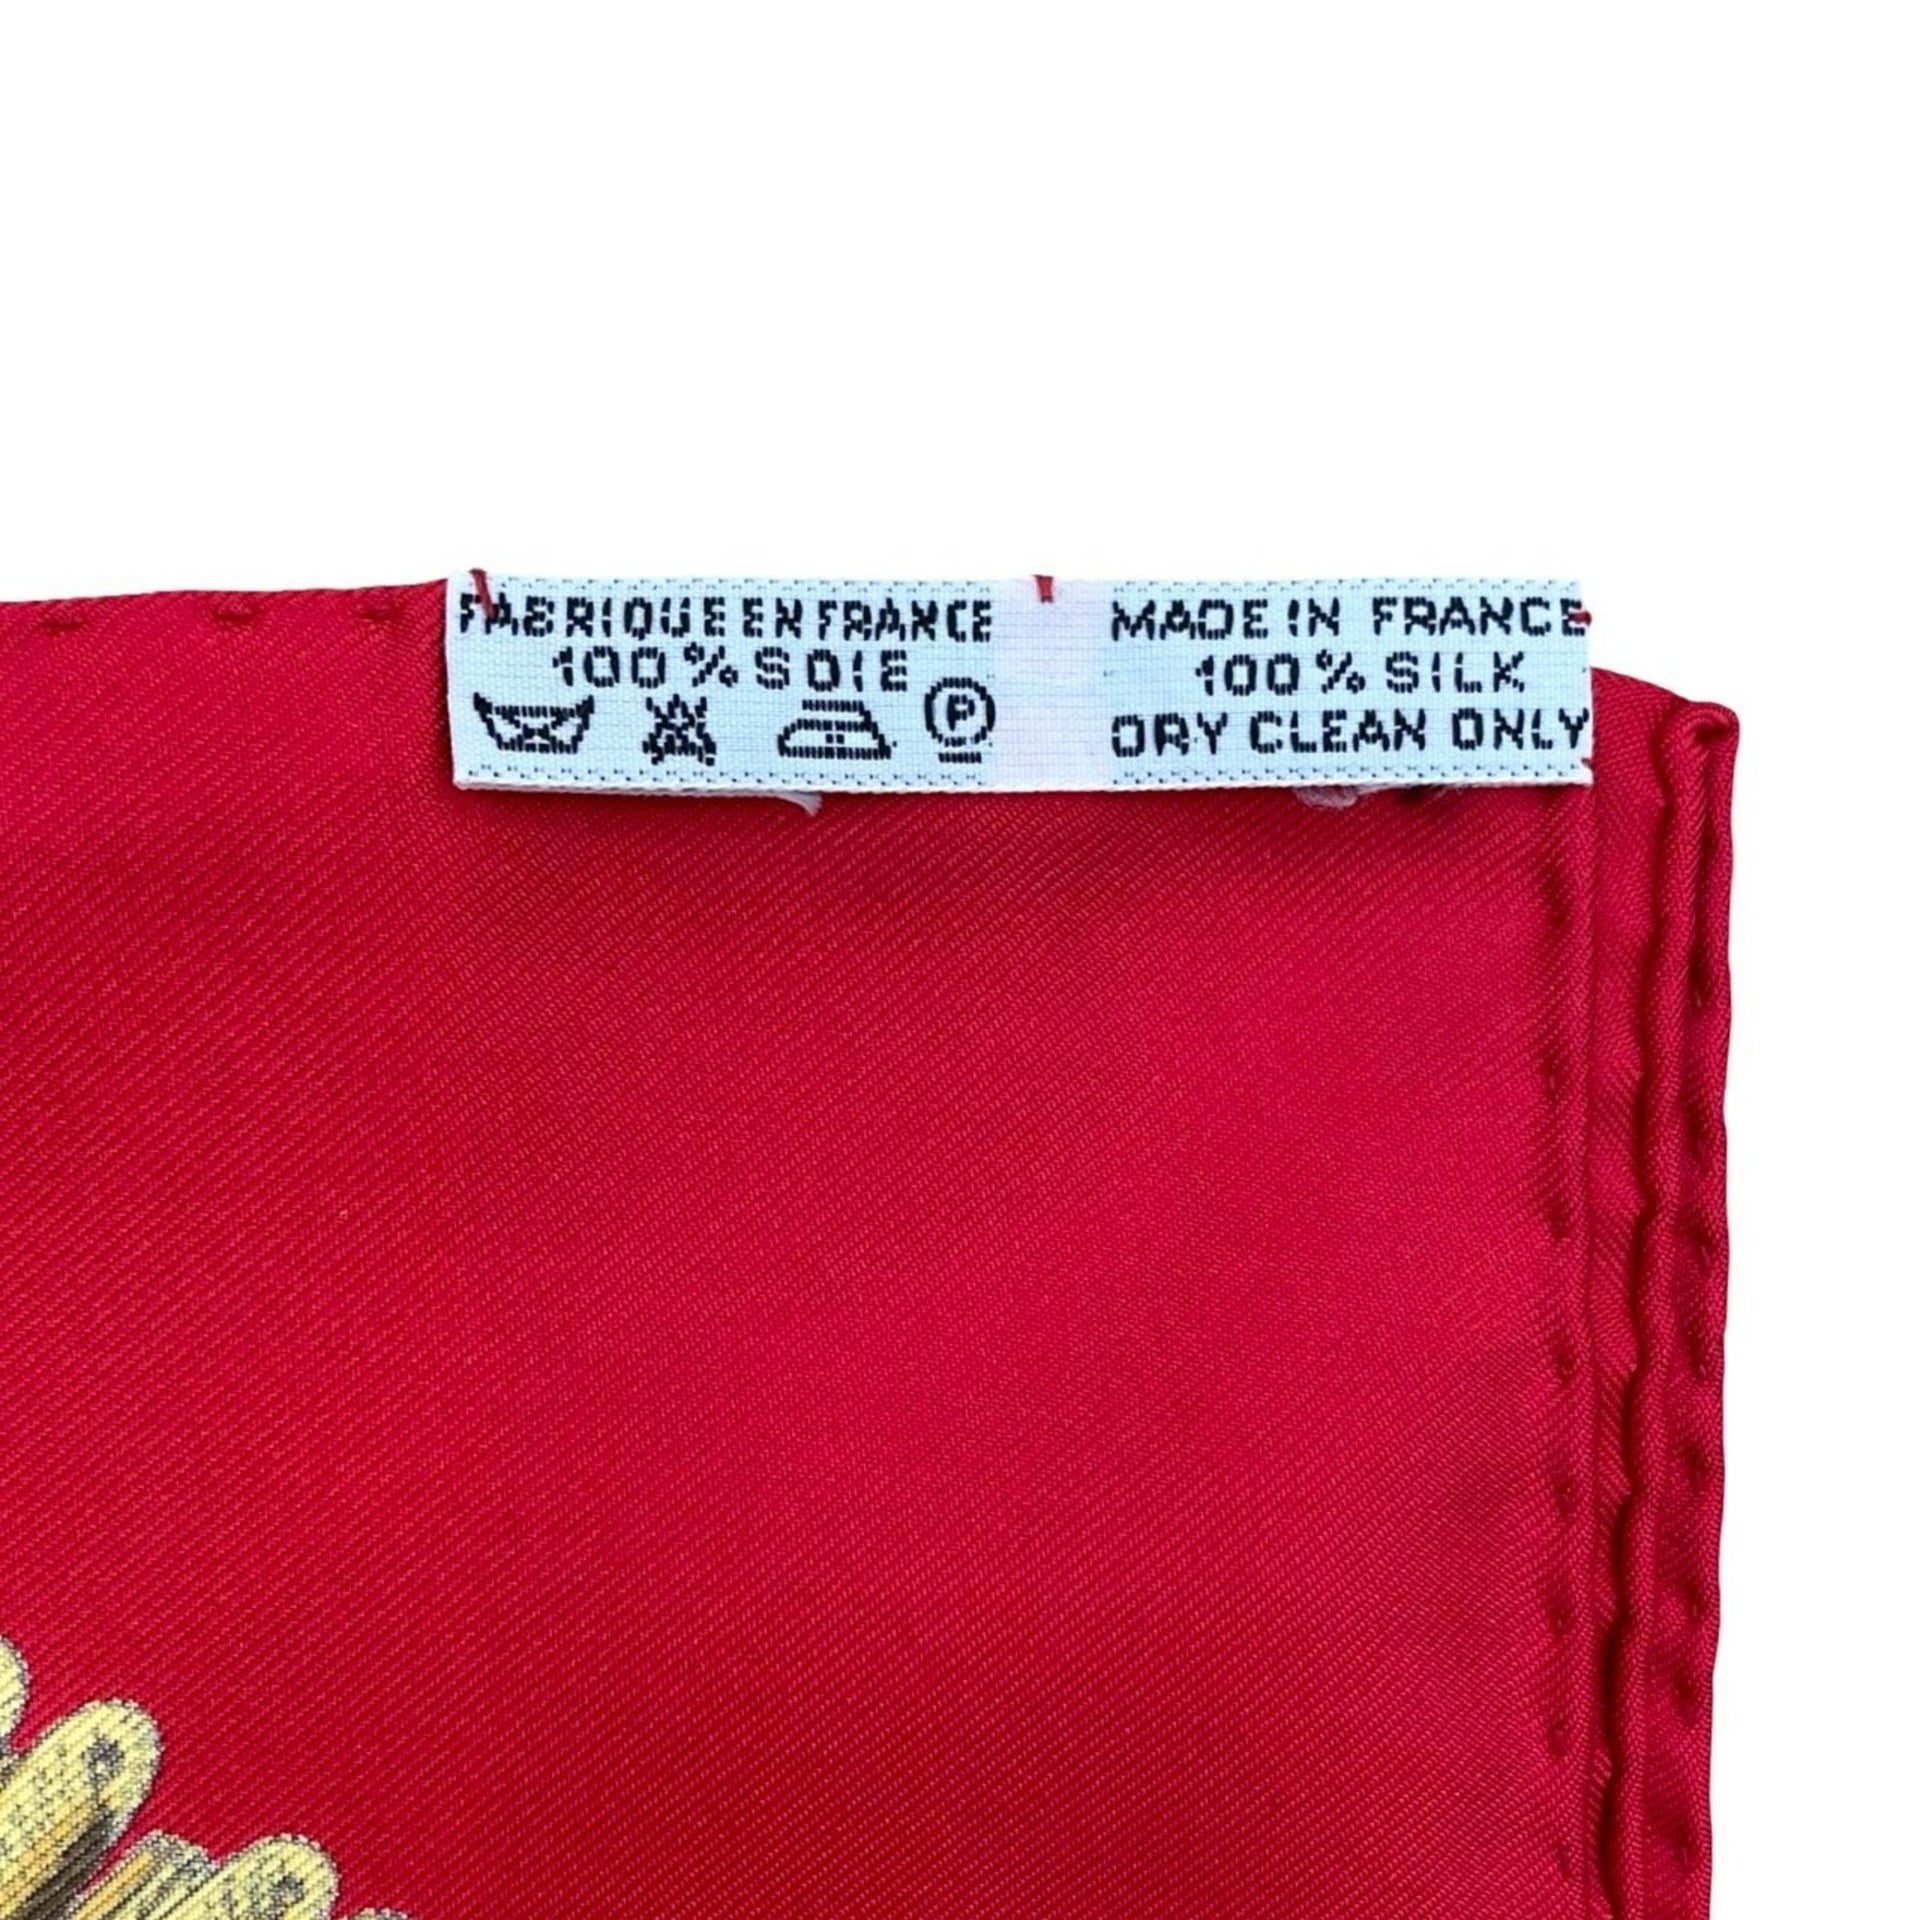 FABRIQUE EN FRANCE
100% SOIE
P
MADE IN FRANCE
100% SILK
DRY CLEAN ONLY